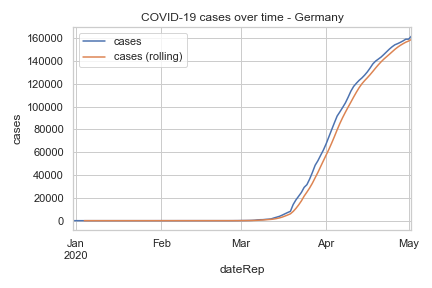 COVID-19 cases over time - Germany
cases
cases (rolling)
160000
140000
120000
100000
80000
60000
40000
20000
0
cases
Jan
2020
Feb
Mar
Apr
May
dateRep